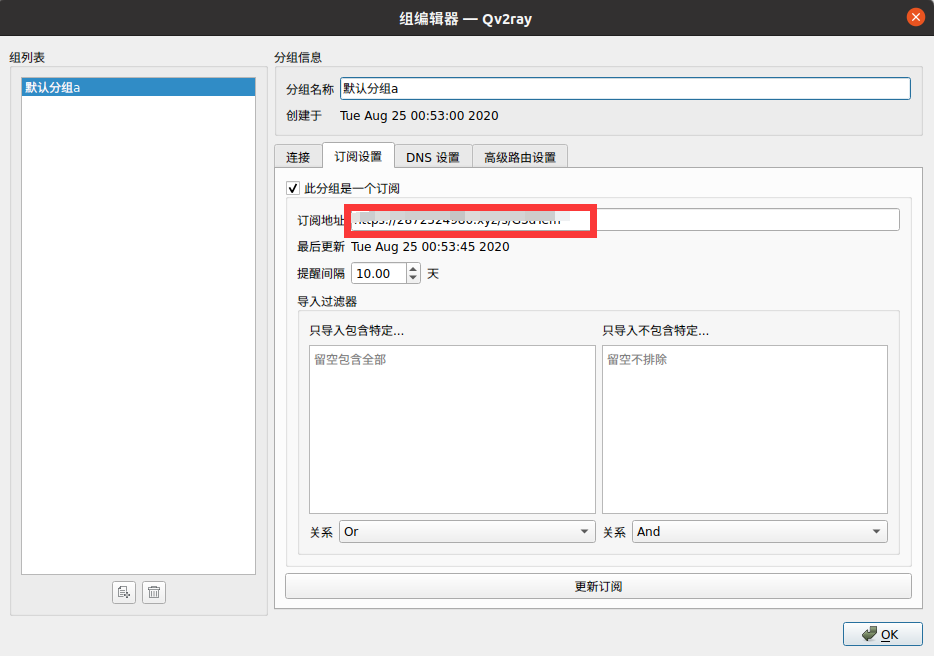 组编辑器 — Qv2ray
组列表
默认分组a
分组信息
分组名称 默认分组a
创建于 Tue Aug 25 00:53:00 2020
连接 订阅设置 DNS 设置 高级路由设置
此分组是一个订阅
订阅地址
最后更新 Tue Aug 25 00:53:45 2020
提醒间隔 10.00 天
导入过滤器
只导入包含特定... 只导入不包含特定...
留空包含全部 留空不排除
关系 Or 关系 And
更新订阅
OK